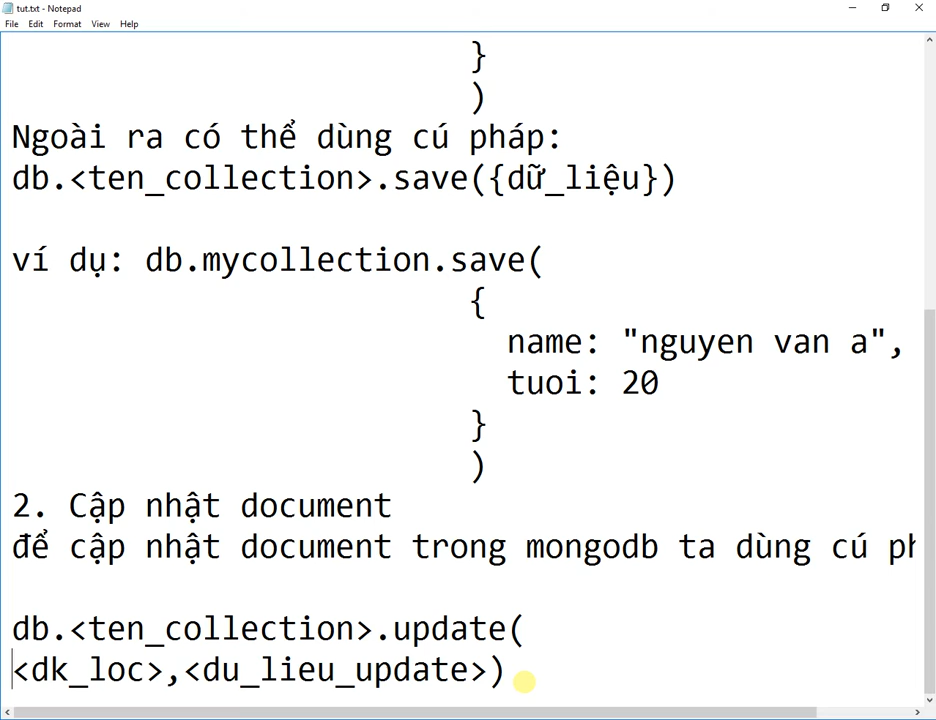 tut.txt - Notepad
File Edit Format View Help
}
)
Ngoài ra có thể dùng cú pháp:
db.<ten_collection>.save({dữ_liệu})
ví dụ: db.mycollection.save(
{
name: "nguyen van a",
tuoi: 20
}
)
2. Cập nhật document
để cập nhật document trong mongodb ta dùng cú
db.<ten_collection>.update(
<dk_loc>,<du_lieu_update>)